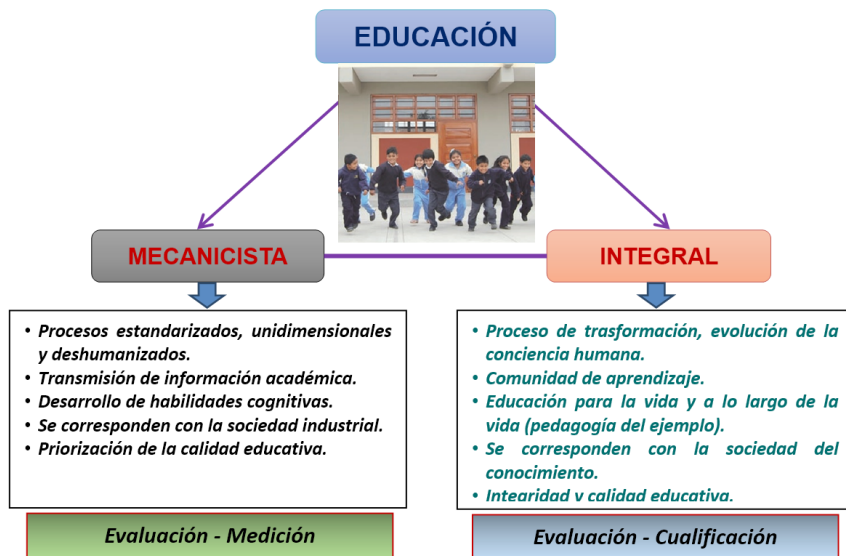 EDUCACIÓN
MECANICISTA
INTEGRAL
• Procesos estandarizados, unidimensionales
y deshumanizados.
• Transmisión de información académica.
• Desarrollo de habilidades cognitivas.
• Se corresponden con la sociedad industrial.
• Priorización de la calidad educativa.
• Proceso de trasformación, evolución de la
conciencia humana.
• Comunidad de aprendizaje.
• Educación para la vida y a lo largo de la
vida (pedagogía del ejemplo).
• Se corresponden con la sociedad del
conocimiento.
• Integridad y calidad educativa.
Evaluación - Medición
Evaluación - Cualificación